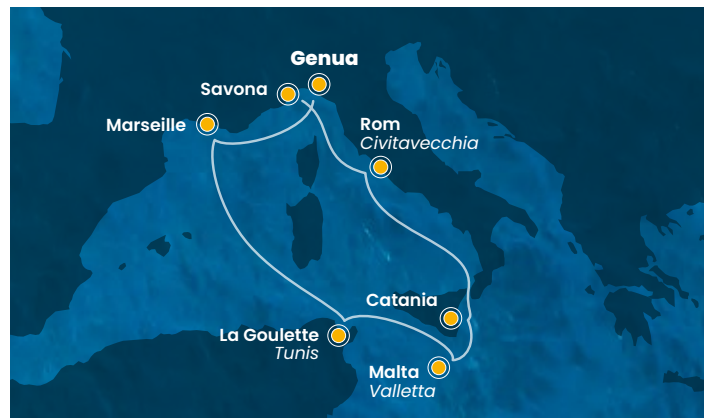 Genua
Savona
Marseille
Rom
Civitavecchia
Catania
La Goulette
Tunis
Malta
Valletta